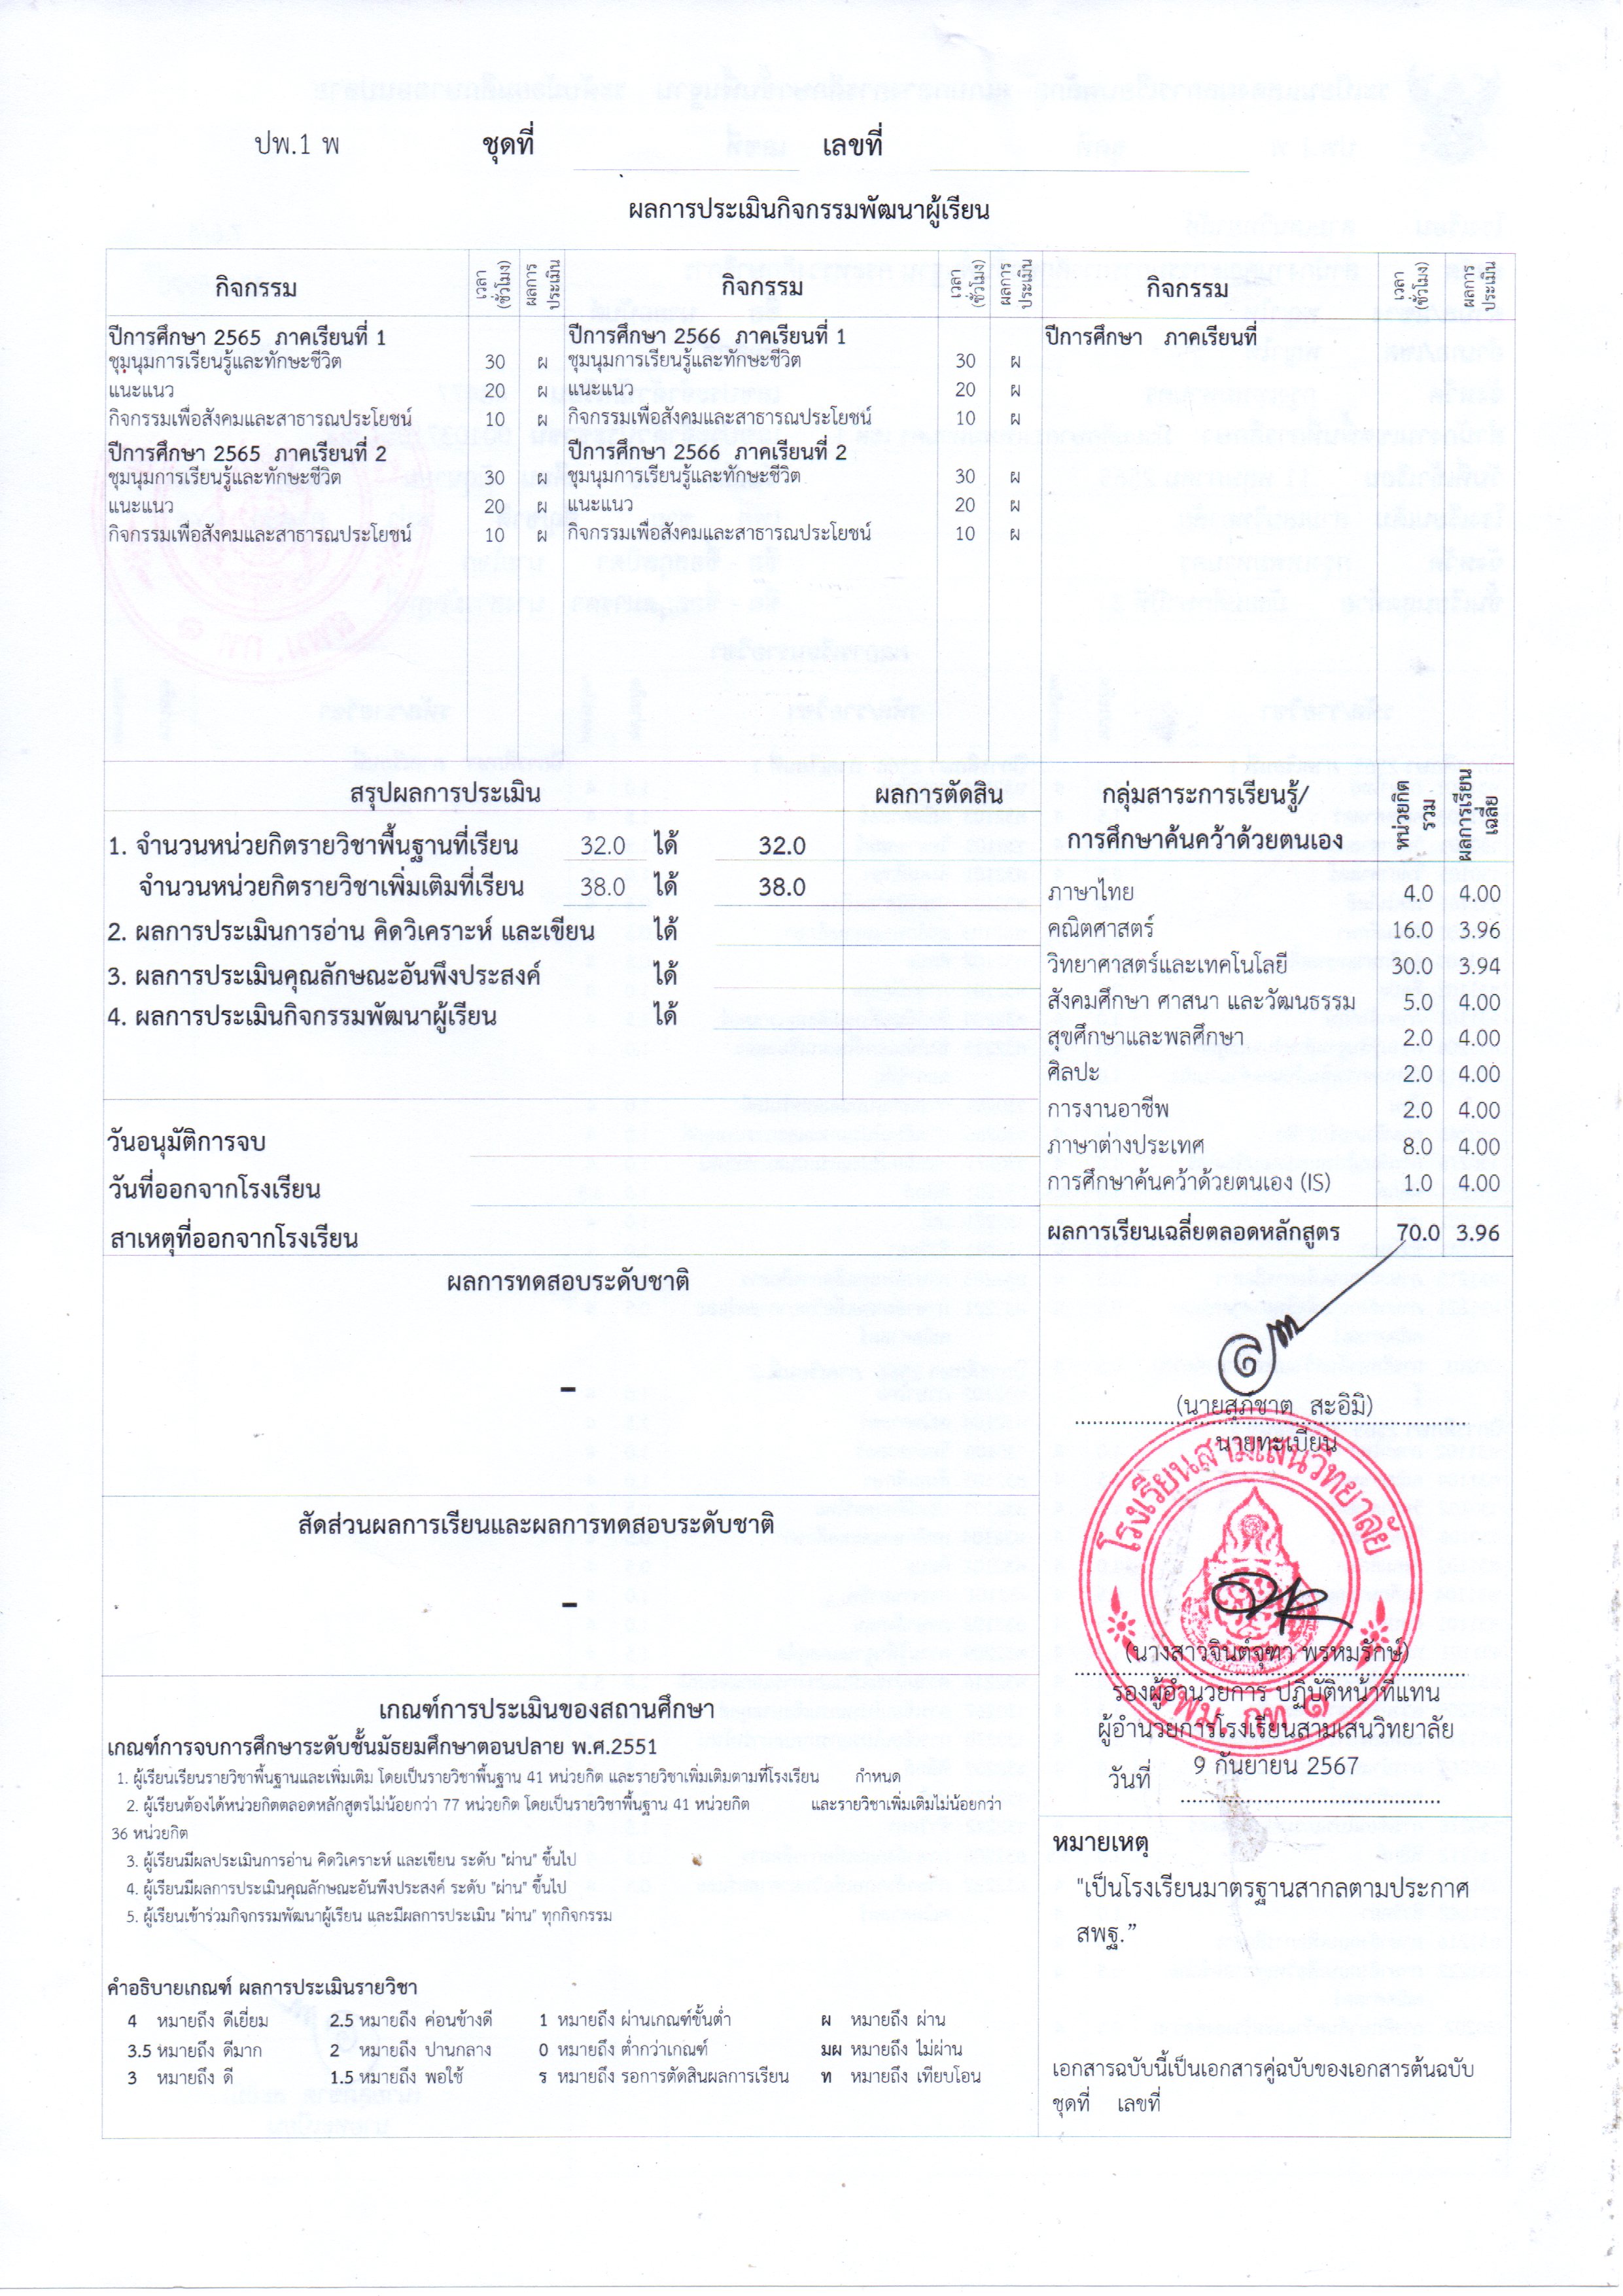 ปพ.1 พ ชุดที่ เลขที่
ผลการประเมินกิจกรรมพัฒนาผู้เรียน
กิจกรรม เวลา (ชั่วโมง) ผลการประเมิน กิจกรรม เวลา (ชั่วโมง) ผลการประเมิน กิจกรรม เวลา (ชั่วโมง) ผลการประเมิน
ปีการศึกษา 2565 ภาคเรียนที่ 1 ปีการศึกษา 2566 ภาคเรียนที่ 1 ปีการศึกษา ภาคเรียนที่
ชุมนุมการเรียนรู้และทักษะชีวิต 30 ผ ชุมนุมการเรียนรู้และทักษะชีวิต 30 ผ
แนะแนว 20 ผ แนะแนว 20 ผ
กิจกรรมเพื่อสังคมและสาธารณประโยชน์ 10 ผ กิจกรรมเพื่อสังคมและสาธารณประโยชน์ 10 ผ
ปีการศึกษา 2565 ภาคเรียนที่ 2 ปีการศึกษา 2566 ภาคเรียนที่ 2
ชุมนุมการเรียนรู้และทักษะชีวิต 30 ผ ชุมนุมการเรียนรู้และทักษะชีวิต 30 ผ
แนะแนว 20 ผ แนะแนว 20 ผ
กิจกรรมเพื่อสังคมและสาธารณประโยชน์ 10 ผ กิจกรรมเพื่อสังคมและสาธารณประโยชน์ 10 ผ
สรุปผลการประเมิน ผลการตัดสิน
1. จำนวนหน่วยกิตรายวิชาพื้นฐานที่เรียน 32.0 ได้ 32.0
จำนวนหน่วยกิตรายวิชาเพิ่มเติมที่เรียน 38.0 ได้ 38.0
2. ผลการประเมินการอ่าน คิดวิเคราะห์ และเขียน ได้
3. ผลการประเมินคุณลักษณะอันพึงประสงค์ ได้
4. ผลการประเมินกิจกรรมพัฒนาผู้เรียน ได้
วันอนุมัติการจบ
วันที่ออกจากโรงเรียน
สาเหตุที่ออกจากโรงเรียน
กลุ่มสาระการเรียนรู้/
การศึกษาค้นคว้าด้วยตนเอง หน่วยกิตรวม ผลการเรียนเฉลี่ย
ภาษาไทย 4.0 4.00
คณิตศาสตร์ 16.0 3.96
วิทยาศาสตร์และเทคโนโลยี 30.0 3.94
สังคมศึกษา ศาสนา และวัฒนธรรม 5.0 4.00
สุขศึกษาและพลศึกษา 2.0 4.00
ศิลปะ 2.0 4.00
การงานอาชีพ 2.0 4.00
ภาษาต่างประเทศ 8.0 4.00
การศึกษาค้นคว้าด้วยตนเอง (IS) 1.0 4.00
ผลการเรียนเฉลี่ยตลอดหลักสูตร 70.0 3.96
ผลการทดสอบระดับชาติ
-
สัดส่วนผลการเรียนและผลการทดสอบระดับชาติ
-
(นายสุภัชาต สะอิมิ)
นายทะเบียน
โรงเรียนสามเสนวิทยาลัย
(นางสาวจินต์จุฑา พรหมรักษ์)
รองผู้อำนวยการ ปฏิบัติหน้าที่แทน
สพม. กท ๑
ผู้อำนวยการโรงเรียนสามเสนวิทยาลัย
วันที่ 9 กันยายน 2567
เกณฑ์การประเมินของสถานศึกษา
เกณฑ์การจบการศึกษาระดับชั้นมัธยมศึกษาตอนปลาย พ.ศ.2551
1. ผู้เรียนเรียนรายวิชาพื้นฐานและเพิ่มเติม โดยเป็นรายวิชาพื้นฐาน 41 หน่วยกิต และรายวิชาเพิ่มเติมตามที่โรงเรียน กำหนด
2. ผู้เรียนต้องได้หน่วยกิตตลอดหลักสูตรไม่น้อยกว่า 77 หน่วยกิต โดยเป็นรายวิชาพื้นฐาน 41 หน่วยกิต และรายวิชาเพิ่มเติมไม่น้อยกว่า
36 หน่วยกิต
3. ผู้เรียนมีผลประเมินการอ่าน คิดวิเคราะห์ และเขียน ระดับ "ผ่าน" ขึ้นไป
4. ผู้เรียนมีผลการประเมินคุณลักษณะอันพึงประสงค์ ระดับ "ผ่าน" ขึ้นไป
5. ผู้เรียนเข้าร่วมกิจกรรมพัฒนาผู้เรียน และมีผลการประเมิน "ผ่าน" ทุกกิจกรรม
คำอธิบายเกณฑ์ ผลการประเมินรายวิชา
4 หมายถึง ดีเยี่ยม 2.5 หมายถึง ค่อนข้างดี 1 หมายถึง ผ่านเกณฑ์ขั้นต่ำ ผ หมายถึง ผ่าน
3.5 หมายถึง ดีมาก 2 หมายถึง ปานกลาง 0 หมายถึง ต่ำกว่าเกณฑ์ มผ หมายถึง ไม่ผ่าน
3 หมายถึง ดี 1.5 หมายถึง พอใช้ ร หมายถึง รอการตัดสินผลการเรียน ท หมายถึง เทียบโอน
หมายเหตุ
"เป็นโรงเรียนมาตรฐานสากลตามประกาศ
สพฐ."
เอกสารฉบับนี้เป็นเอกสารคู่ฉบับของเอกสารต้นฉบับ
ชุดที่ เลขที่